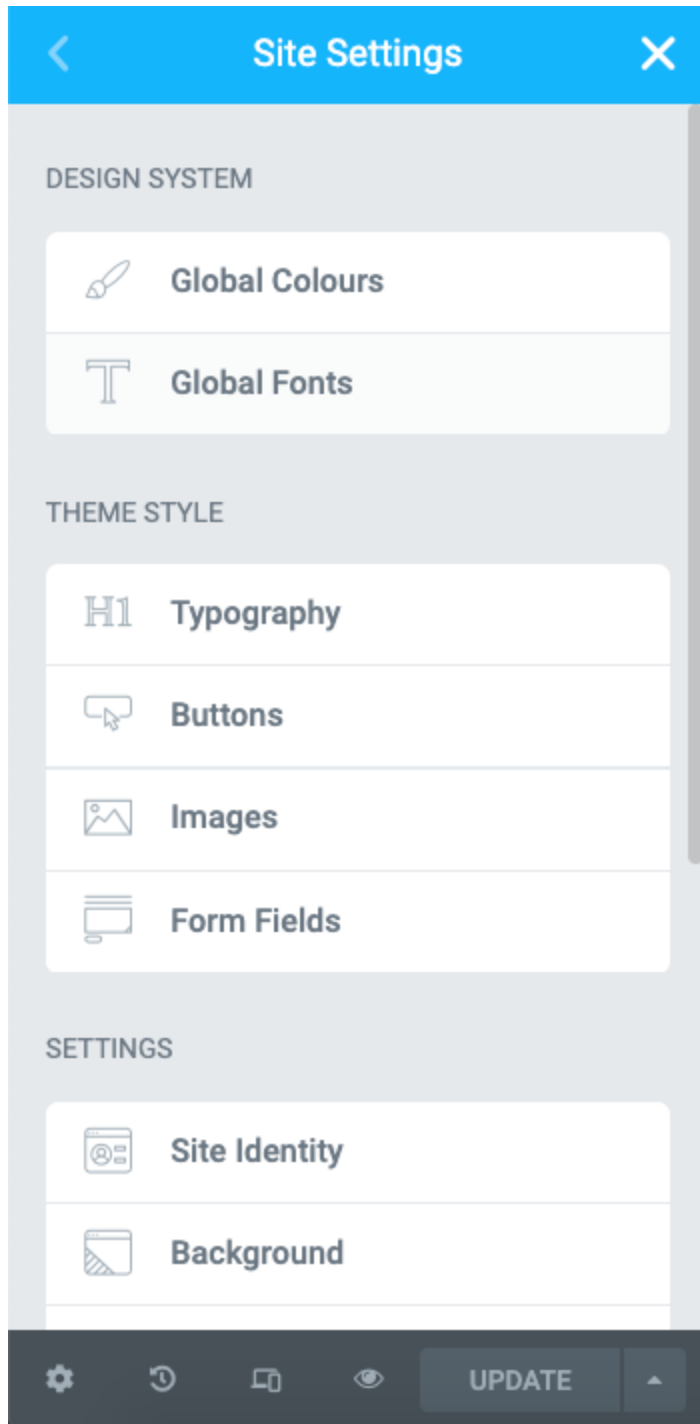 Site Settings
DESIGN SYSTEM
Global Colours
Global Fonts
THEME STYLE
H1 Typography
Buttons
Images
Form Fields
SETTINGS
Site Identity
Background
UPDATE